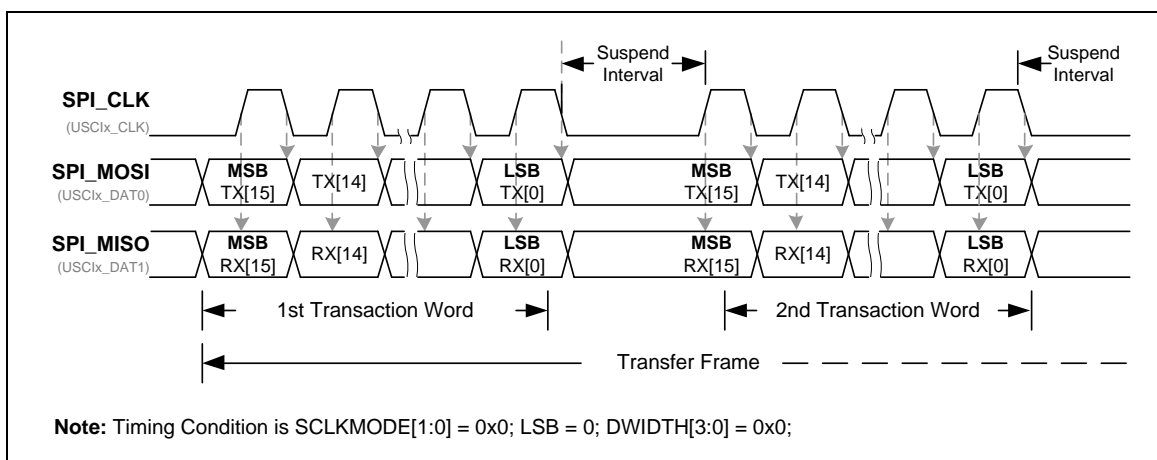 Suspend
Interval
Suspend
Interval
SPI_CLK
(USCIx_CLK)
SPI_MOSI
(USCIx_DAT0)
MSB
TX[15]
TX[14]
LSB
TX[0]
MSB
TX[15]
TX[14]
LSB
TX[0]
SPI_MISO
(USCIx_DAT1)
MSB
RX[15]
RX[14]
LSB
RX[0]
MSB
RX[15]
RX[14]
LSB
RX[0]
1st Transaction Word
2nd Transaction Word
Transfer Frame
Note: Timing Condition is SCLKMODE[1:0] = 0x0; LSB = 0; DWIDTH[3:0] = 0x0;